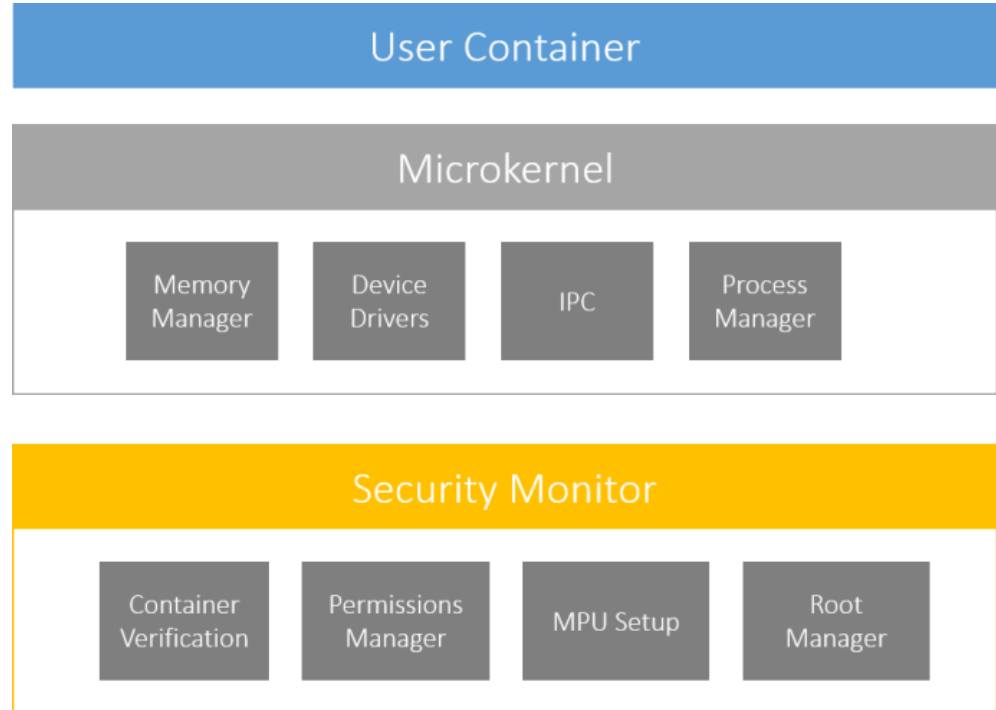 User Container
Microkernel
Memory
Manager
Device
Drivers
IPC
Process
Manager
Security Monitor
Container
Verification
Permissions
Manager
MPU Setup
Root
Manager